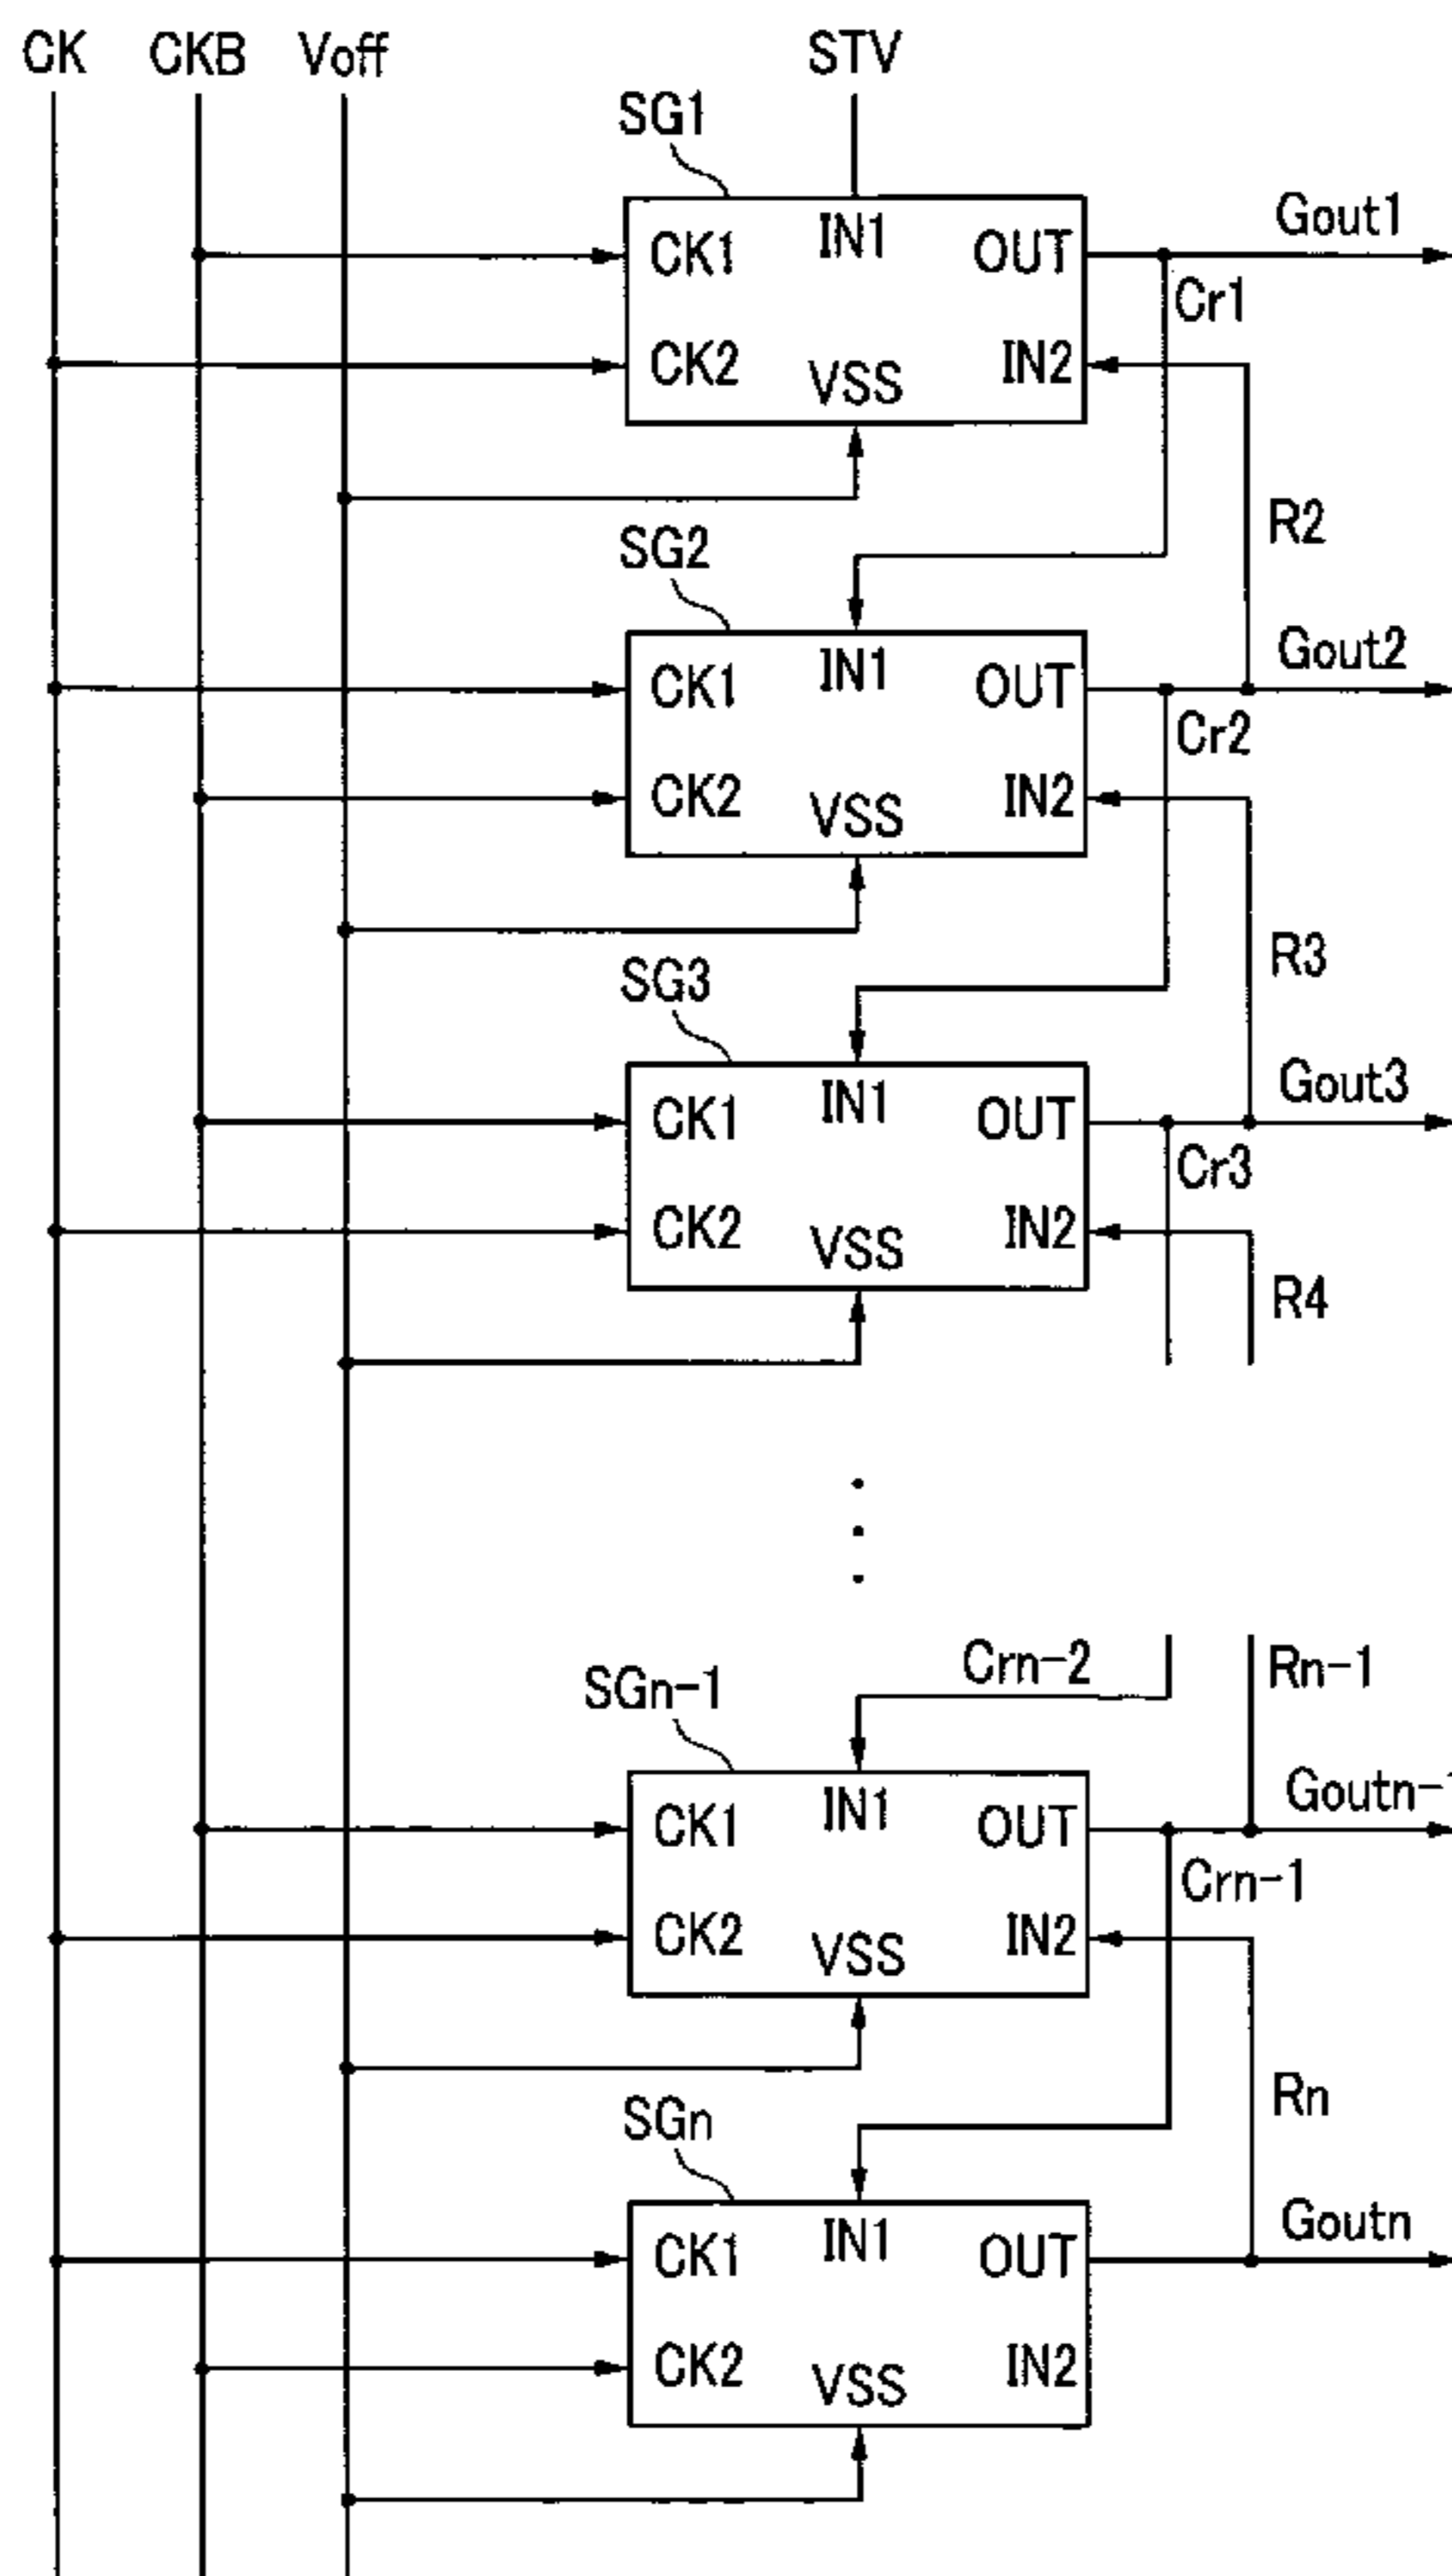 CK CKB Voff STV
SG1
Gout1
CK1 IN1 OUT
Cr1
CK2 VSS IN2
R2
SG2
Gout2
CK1 IN1 OUT
Cr2
CK2 VSS IN2
R3
SG3
Gout3
CK1 IN1 OUT
Cr3
CK2 VSS IN2
R4
Crn-2 Rn-1
SGn-1
Goutn-1
CK1 IN1 OUT
Crn-1
CK2 VSS IN2
Rn
SGn
Goutn
CK1 IN1 OUT
CK2 VSS IN2